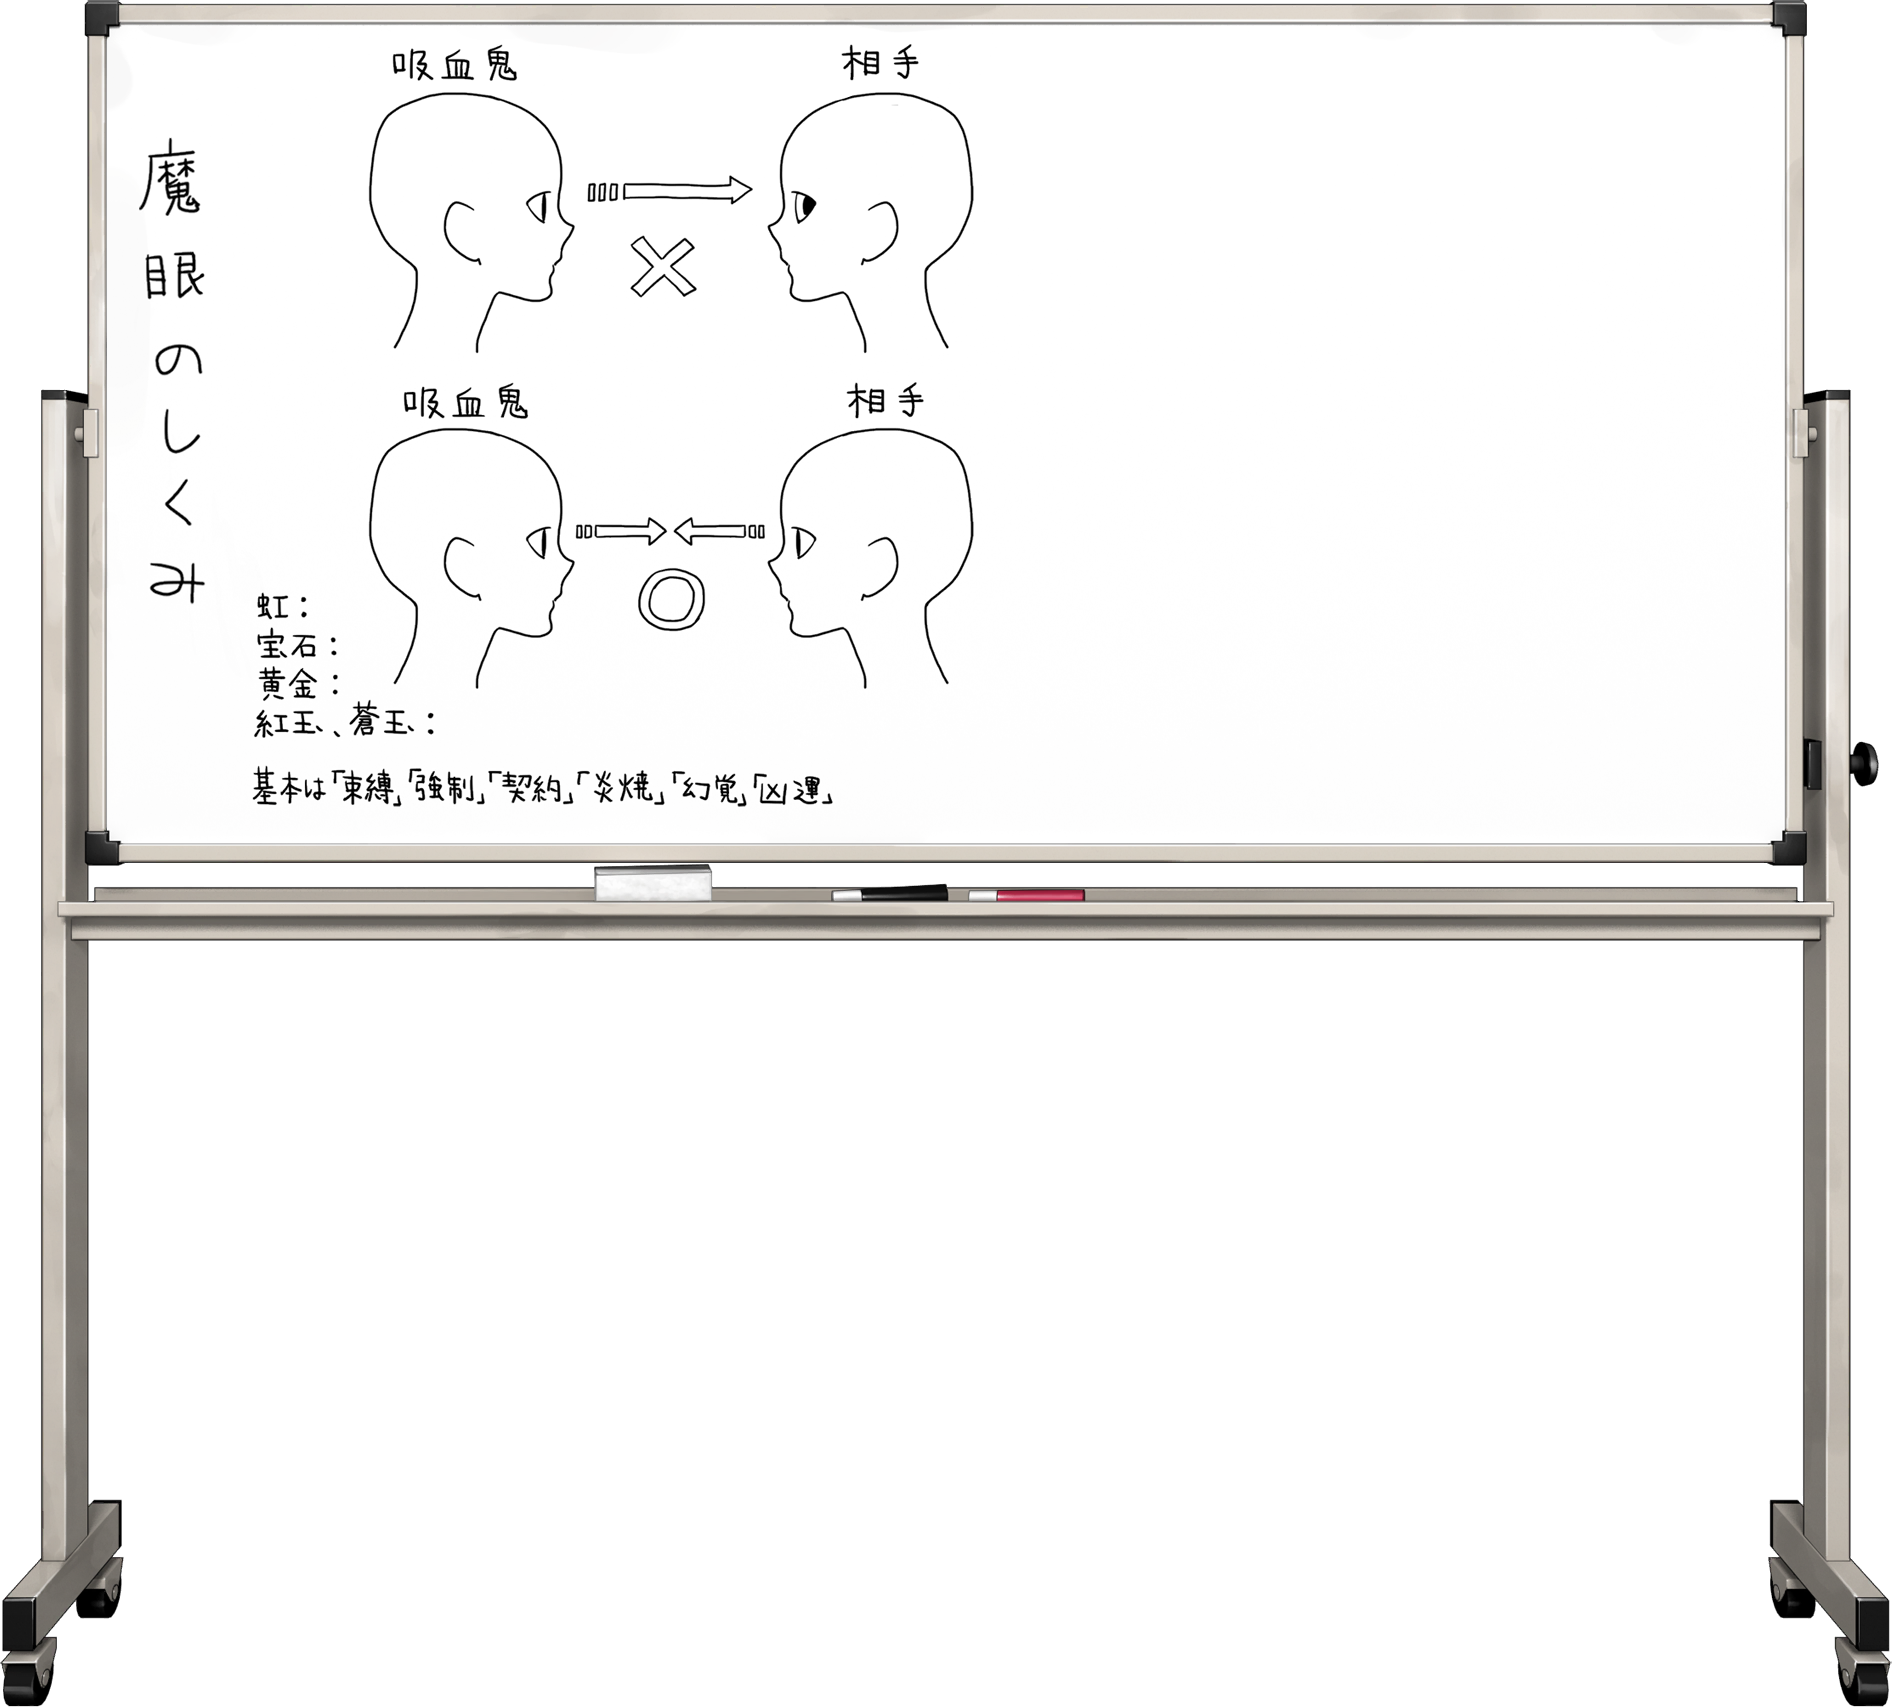 魔眼のしくみ
吸血鬼 相手
吸血鬼 相手
虹：
宝石：
黄金：
紅玉、蒼玉：
基本は「束縛」「強制」「契約」「炎焼」「幻覚」「凶運」